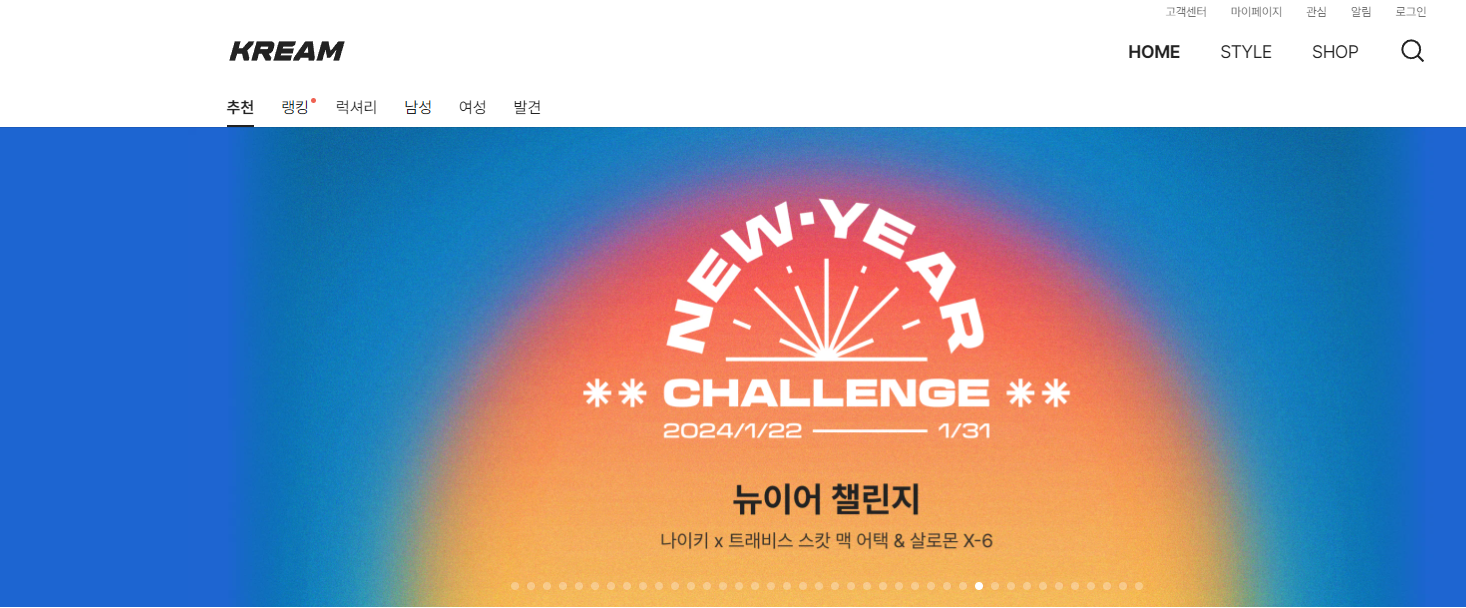 고객센터 마이페이지 관심 알림 로그인
KREAM
HOME STYLE SHOP
추천 랭킹 럭셔리 남성 여성 발견
NEW·YEAR
** CHALLENGE **
2024/1/22 — 1/31
뉴이어 챌린지
나이키 x 트래비스 스캇 맥 어택 & 살로몬 X-6